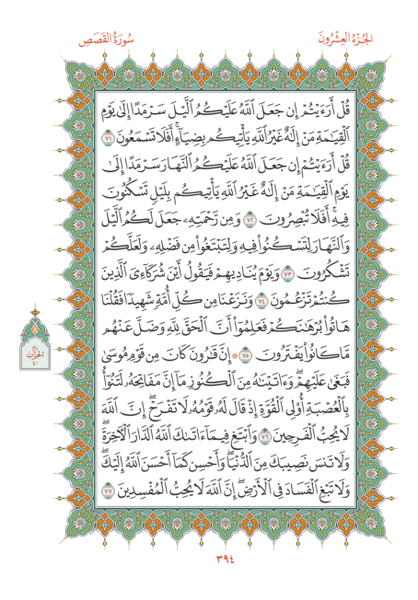 الجُزْءُ العِشْرُونَ
سُورَةُ القَصَصِ
قُلْ أَرَءَيْتُمْ إِن جَعَلَ ٱللَّهُ عَلَيْكُمُ ٱلَّيْلَ سَرْمَدًا إِلَىٰ يَوْمِ
ٱلْقِيَٰمَةِ مَنْ إِلَٰهٌ غَيْرُ ٱللَّهِ يَأْتِيكُم بِضِيَآءٍ أَفَلَا تَسْمَعُونَ ٧١
قُلْ أَرَءَيْتُمْ إِن جَعَلَ ٱللَّهُ عَلَيْكُمُ ٱلنَّهَارَ سَرْمَدًا إِلَىٰ
يَوْمِ ٱلْقِيَٰمَةِ مَنْ إِلَٰهٌ غَيْرُ ٱللَّهِ يَأْتِيكُم بِلَيْلٍ تَسْكُنُونَ
فِيهِ أَفَلَا تُبْصِرُونَ ٧٢ وَمِن رَّحْمَتِهِۦ جَعَلَ لَكُمُ ٱلَّيْلَ
وَٱلنَّهَارَ لِتَسْكُنُوا۟ فِيهِ وَلِتَبْتَغُوا۟ مِن فَضْلِهِۦ وَلَعَلَّكُمْ
تَشْكُرُونَ ٧٣ وَيَوْمَ يُنَادِيهِمْ فَيَقُولُ أَيْنَ شُرَكَآءِىَ ٱلَّذِينَ
كُنتُمْ تَزْعُمُونَ ٧٤ وَنَزَعْنَا مِن كُلِّ أُمَّةٍ شَهِيدًا فَقُلْنَا
هَاتُوا۟ بُرْهَٰنَكُمْ فَعَلِمُوٓا۟ أَنَّ ٱلْحَقَّ لِلَّهِ وَضَلَّ عَنْهُم
مَّا كَانُوا۟ يَفْتَرُونَ ٧٥ ۞ إِنَّ قَٰرُونَ كَانَ مِن قَوْمِ مُوسَىٰ
فَبَغَىٰ عَلَيْهِمْ ۖ وَءَاتَيْنَٰهُ مِنَ ٱلْكُنُوزِ مَآ إِنَّ مَفَاتِحَهُۥ لَتَنُوٓأُ
بِٱلْعُصْبَةِ أُو۟لِى ٱلْقُوَّةِ إِذْ قَالَ لَهُۥ قَوْمُهُۥ لَا تَفْرَحْ ۖ إِنَّ ٱللَّهَ
لَا يُحِبُّ ٱلْفَرِحِينَ ٧٦ وَٱبْتَغِ فِيمَآ ءَاتَىٰكَ ٱللَّهُ ٱلدَّارَ ٱلْءَاخِرَةَ ۖ
وَلَا تَنسَ نَصِيبَكَ مِنَ ٱلدُّنْيَا ۖ وَأَحْسِن كَمَآ أَحْسَنَ ٱللَّهُ إِلَيْكَ ۖ
وَلَا تَبْغِ ٱلْفَسَادَ فِى ٱلْأَرْضِ ۖ إِنَّ ٱللَّهَ لَا يُحِبُّ ٱلْمُفْسِدِينَ ٧٧
٣٩٤